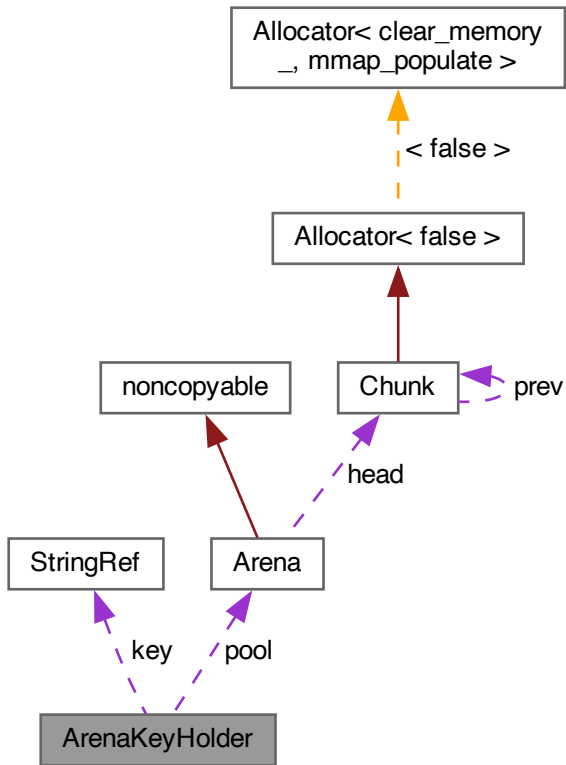 Allocator< clear_memory
_, mmap_populate >
< false >
Allocator< false >
noncopyable
Chunk
prev
head
StringRef
Arena
key
pool
ArenaKeyHolder